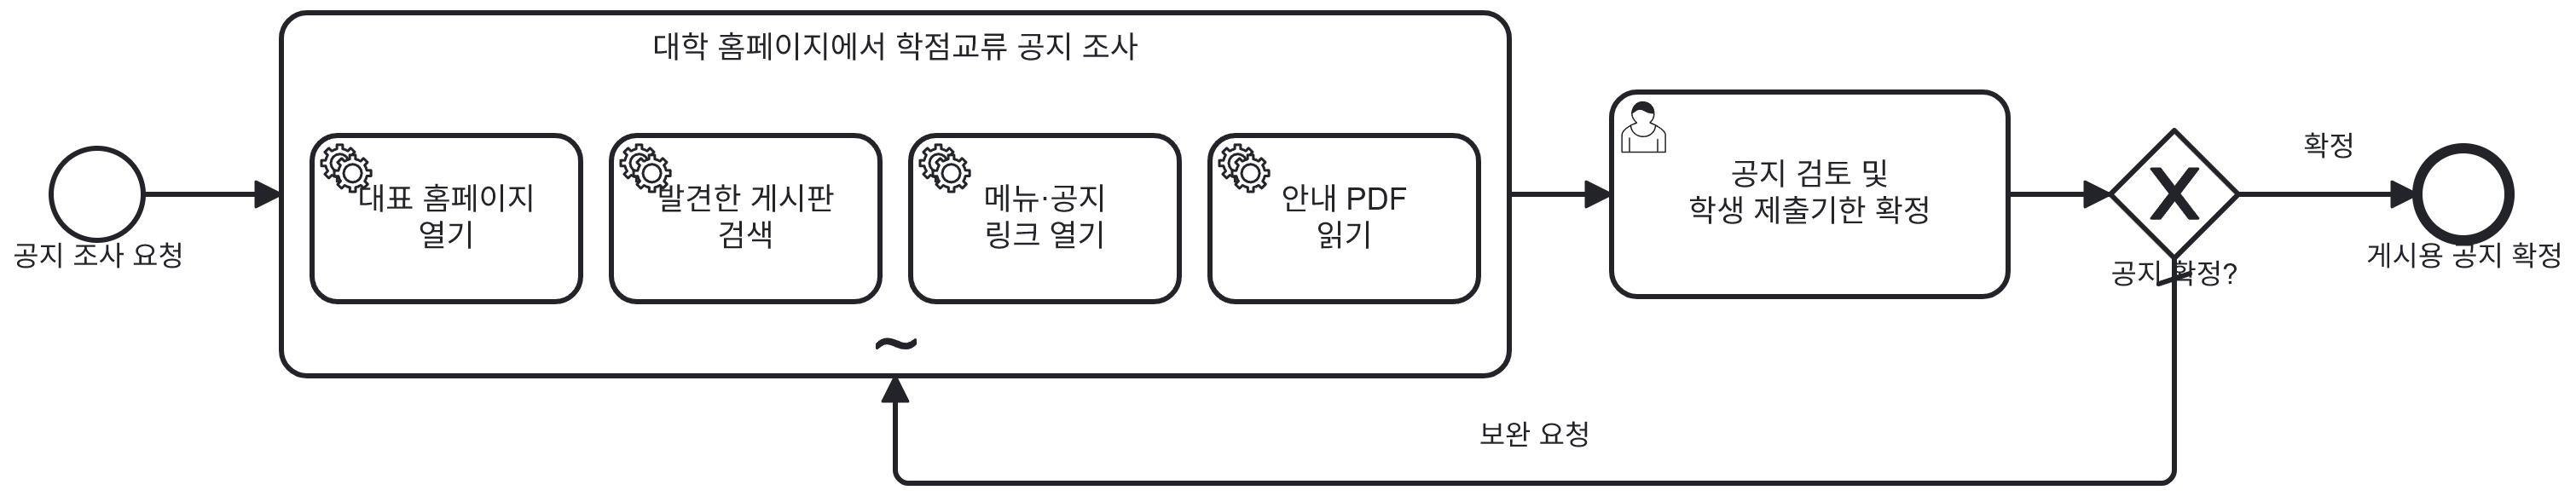 대학 홈페이지에서 학점교류 공지 조사
공지 조사 요청
대표 홈페이지
열기
발견한 게시판
검색
메뉴·공지
링크 열기
안내 PDF
읽기
공지 검토 및
학생 제출기한 확정
공지 확정?
확정
게시용 공지 확정
보완 요청